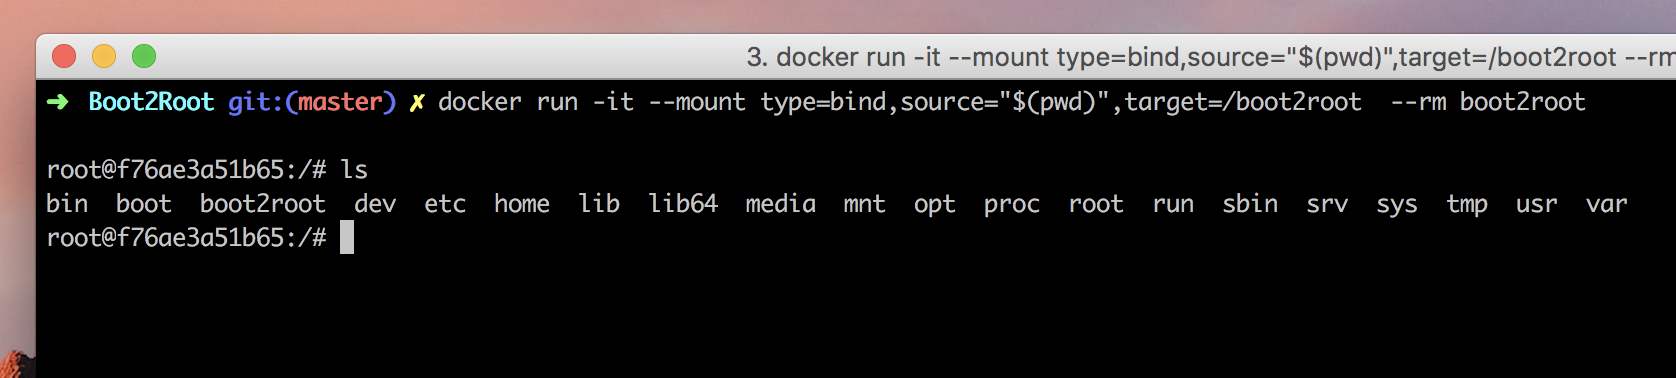 3. docker run -it --mount type=bind,source="$(pwd)",target=/boot2root --rm
➜ Boot2Root git:(master) ✗ docker run -it --mount type=bind,source="$(pwd)",target=/boot2root  --rm boot2root
root@f76ae3a51b65:/# ls
bin  boot  boot2root  dev  etc  home  lib  lib64  media  mnt  opt  proc  root  run  sbin  srv  sys  tmp  usr  var
root@f76ae3a51b65:/#